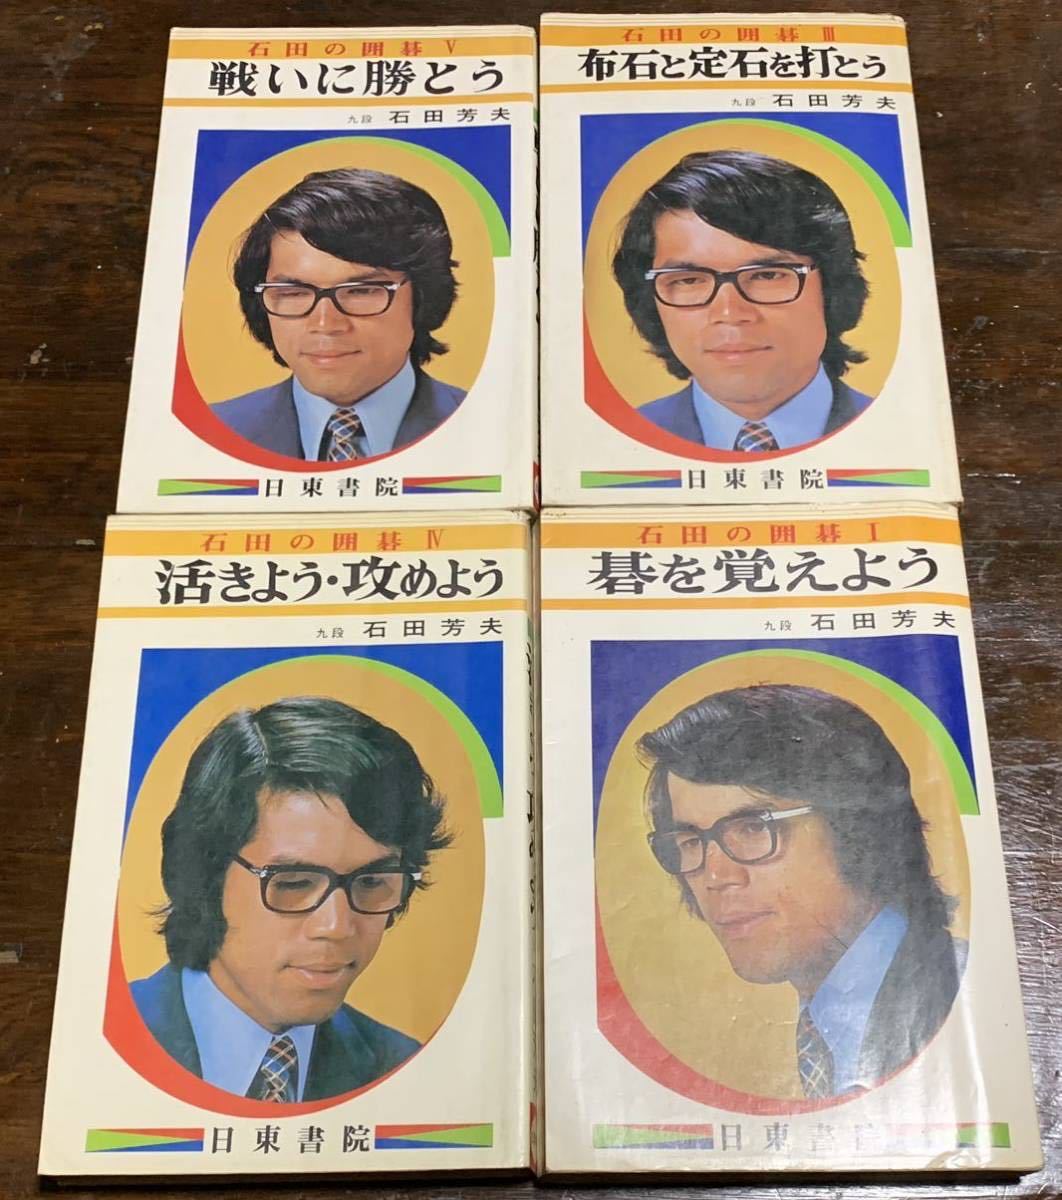 石田の囲碁 V
戦いに勝とう
九段 石田芳夫
日東書院
石田の囲碁 III
布石と定石を打とう
九段 石田芳夫
日東書院
石田の囲碁 IV
活きよう・攻めよう
九段 石田芳夫
日東書院
石田の囲碁 I
碁を覚えよう
九段 石田芳夫
日東書院